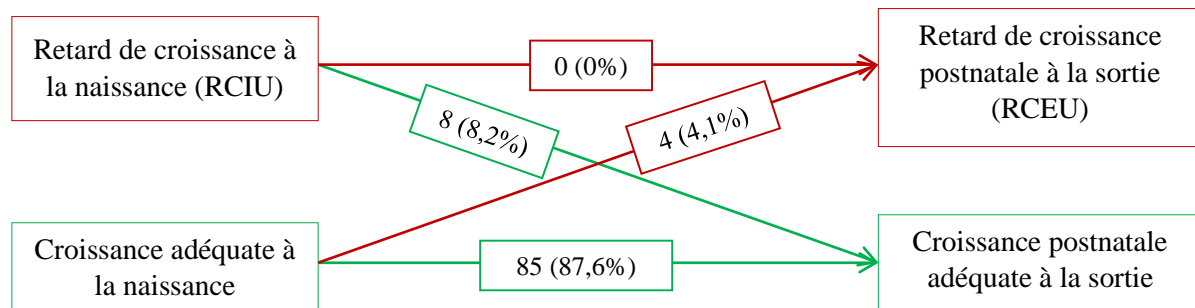 Retard de croissance à
la naissance (RCIU)
0 (0%)
Retard de croissance
postnatale à la sortie
(RCEU)
8 (8,2%)
4 (4,1%)
Croissance adéquate à
la naissance
85 (87,6%)
Croissance postnatale
adéquate à la sortie